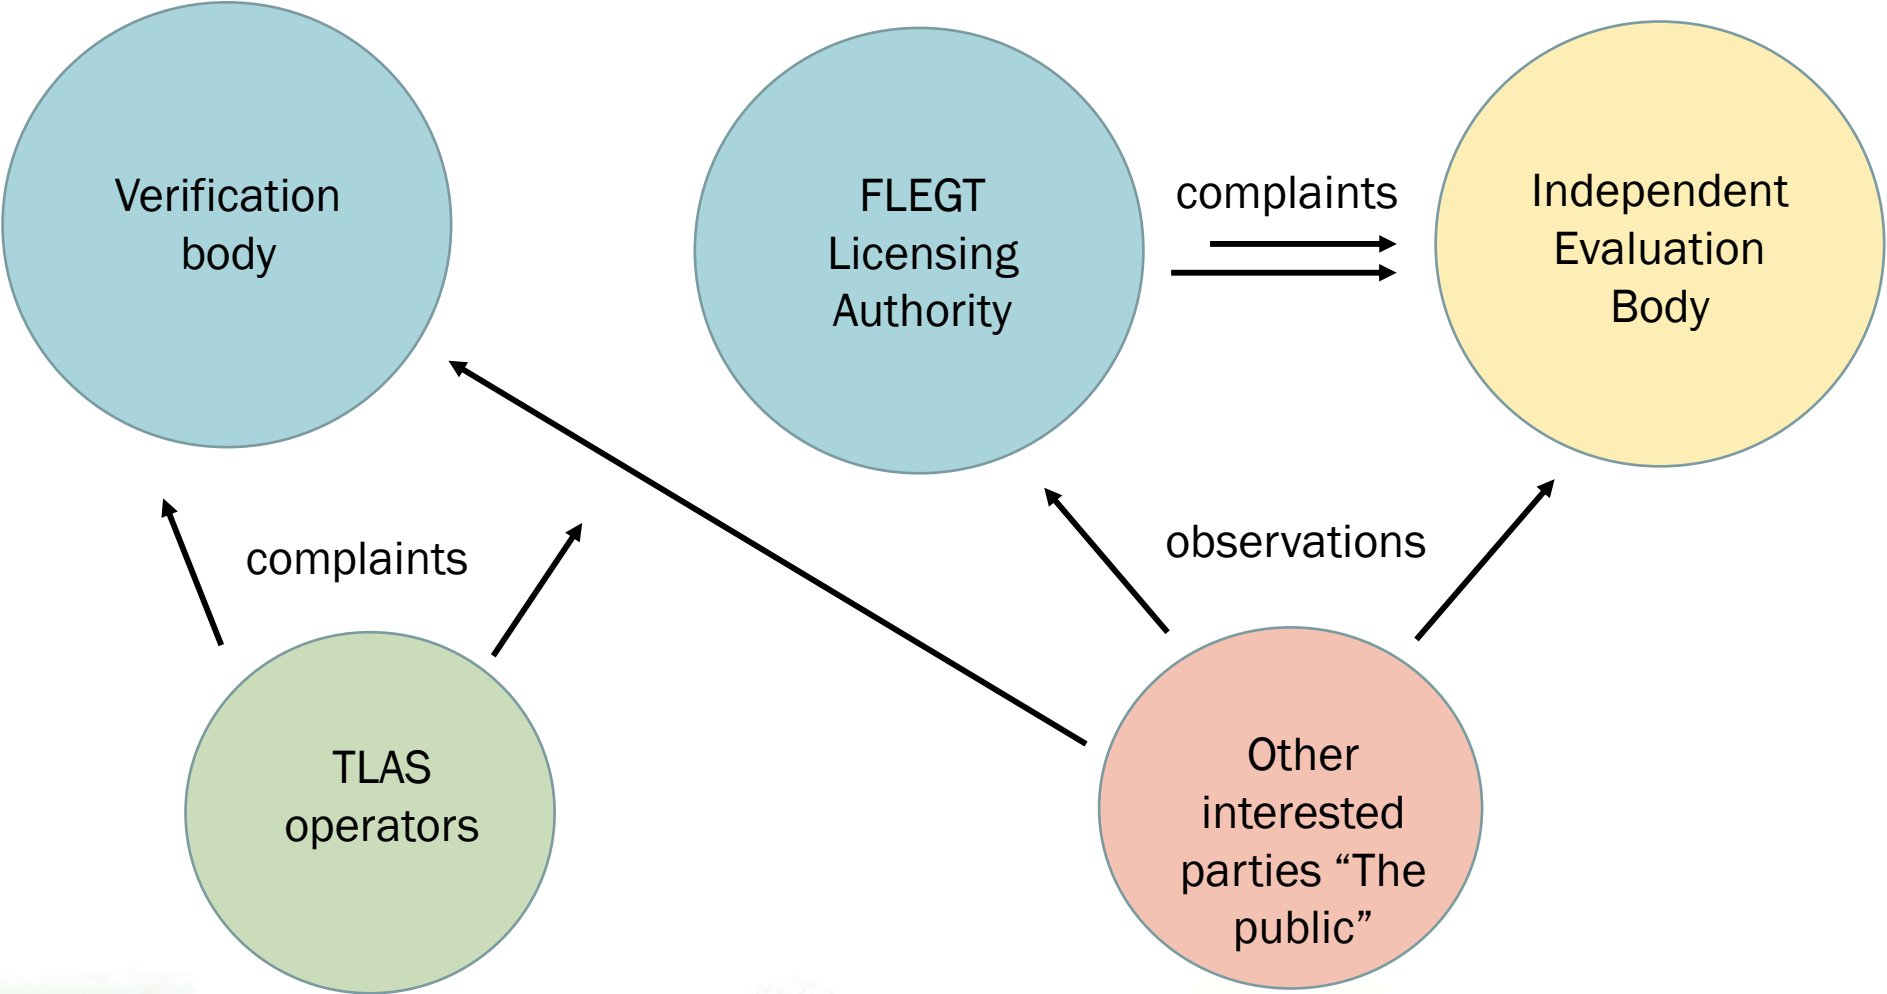 Verification
body
FLEGT
Licensing
Authority
complaints
Independent
Evaluation
Body
complaints
observations
TLAS
operators
Other
interested
parties “The
public”